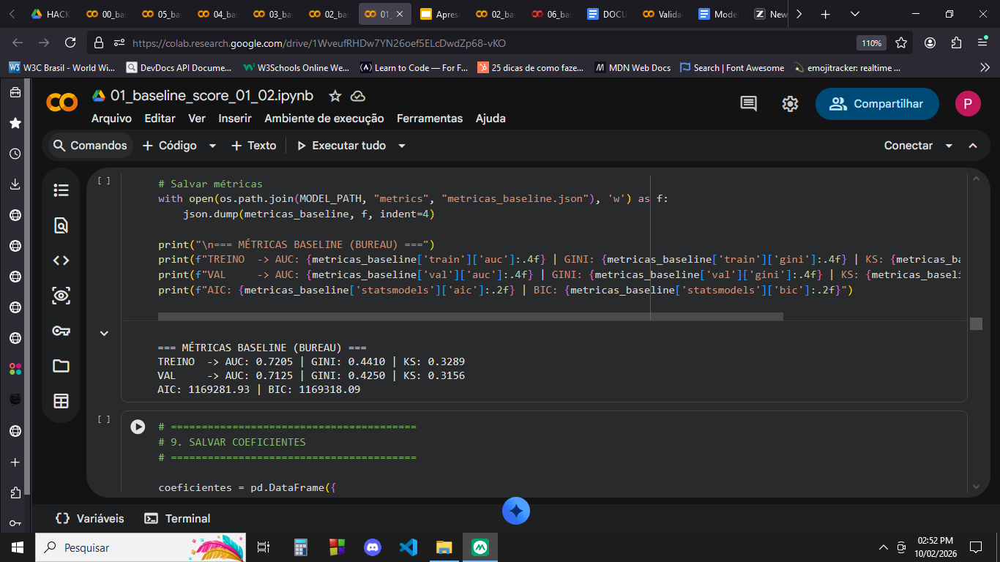 HACK
00_ba
05_ba
04_ba
03_ba
02_ba
01_
Apres
02_ba
06_ba
DOCU
Valida
Mode
New
https://colab.research.google.com/drive/1WveufRHDw7YN26oef5ELcDwdZp68-vKO
110%
W3C Brasil - World Wi...
DevDocs API Docume...
W3Schools Online We...
Learn to Code — For F...
25 dicas de como faze...
MDN Web Docs
Search | Font Awesome
emojitracker: realtime ...
01_baseline_score_01_02.ipynb
Arquivo Editar Ver Inserir Ambiente de execução Ferramentas Ajuda
Compartilhar
P
Comandos + Código + Texto Executar tudo
Conectar
[ ]
# Salvar métricas
with open(os.path.join(MODEL_PATH, "metrics", "metricas_baseline.json"), 'w') as f:
json.dump(metricas_baseline, f, indent=4)
print("\n=== MÉTRICAS BASELINE (BUREAU) ===")
print(f"TREINO  -> AUC: {metricas_baseline['train']['auc']:.4f} | GINI: {metricas_baseline['train']['gini']:.4f} | KS: {metricas_ba
print(f"VAL     -> AUC: {metricas_baseline['val']['auc']:.4f} | GINI: {metricas_baseline['val']['gini']:.4f} | KS: {metricas_baseli
print(f"AIC: {metricas_baseline['statsmodels']['aic']:.2f} | BIC: {metricas_baseline['statsmodels']['bic']:.2f}")
=== MÉTRICAS BASELINE (BUREAU) ===
TREINO  -> AUC: 0.7205 | GINI: 0.4410 | KS: 0.3289
VAL     -> AUC: 0.7125 | GINI: 0.4250 | KS: 0.3156
AIC: 1169281.93 | BIC: 1169318.09
[ ]
# ========================================
# 9. SALVAR COEFICIENTES
# ========================================
coeficientes = pd.DataFrame({
{} Variáveis
Terminal
Pesquisar
02:52 PM
10/02/2026